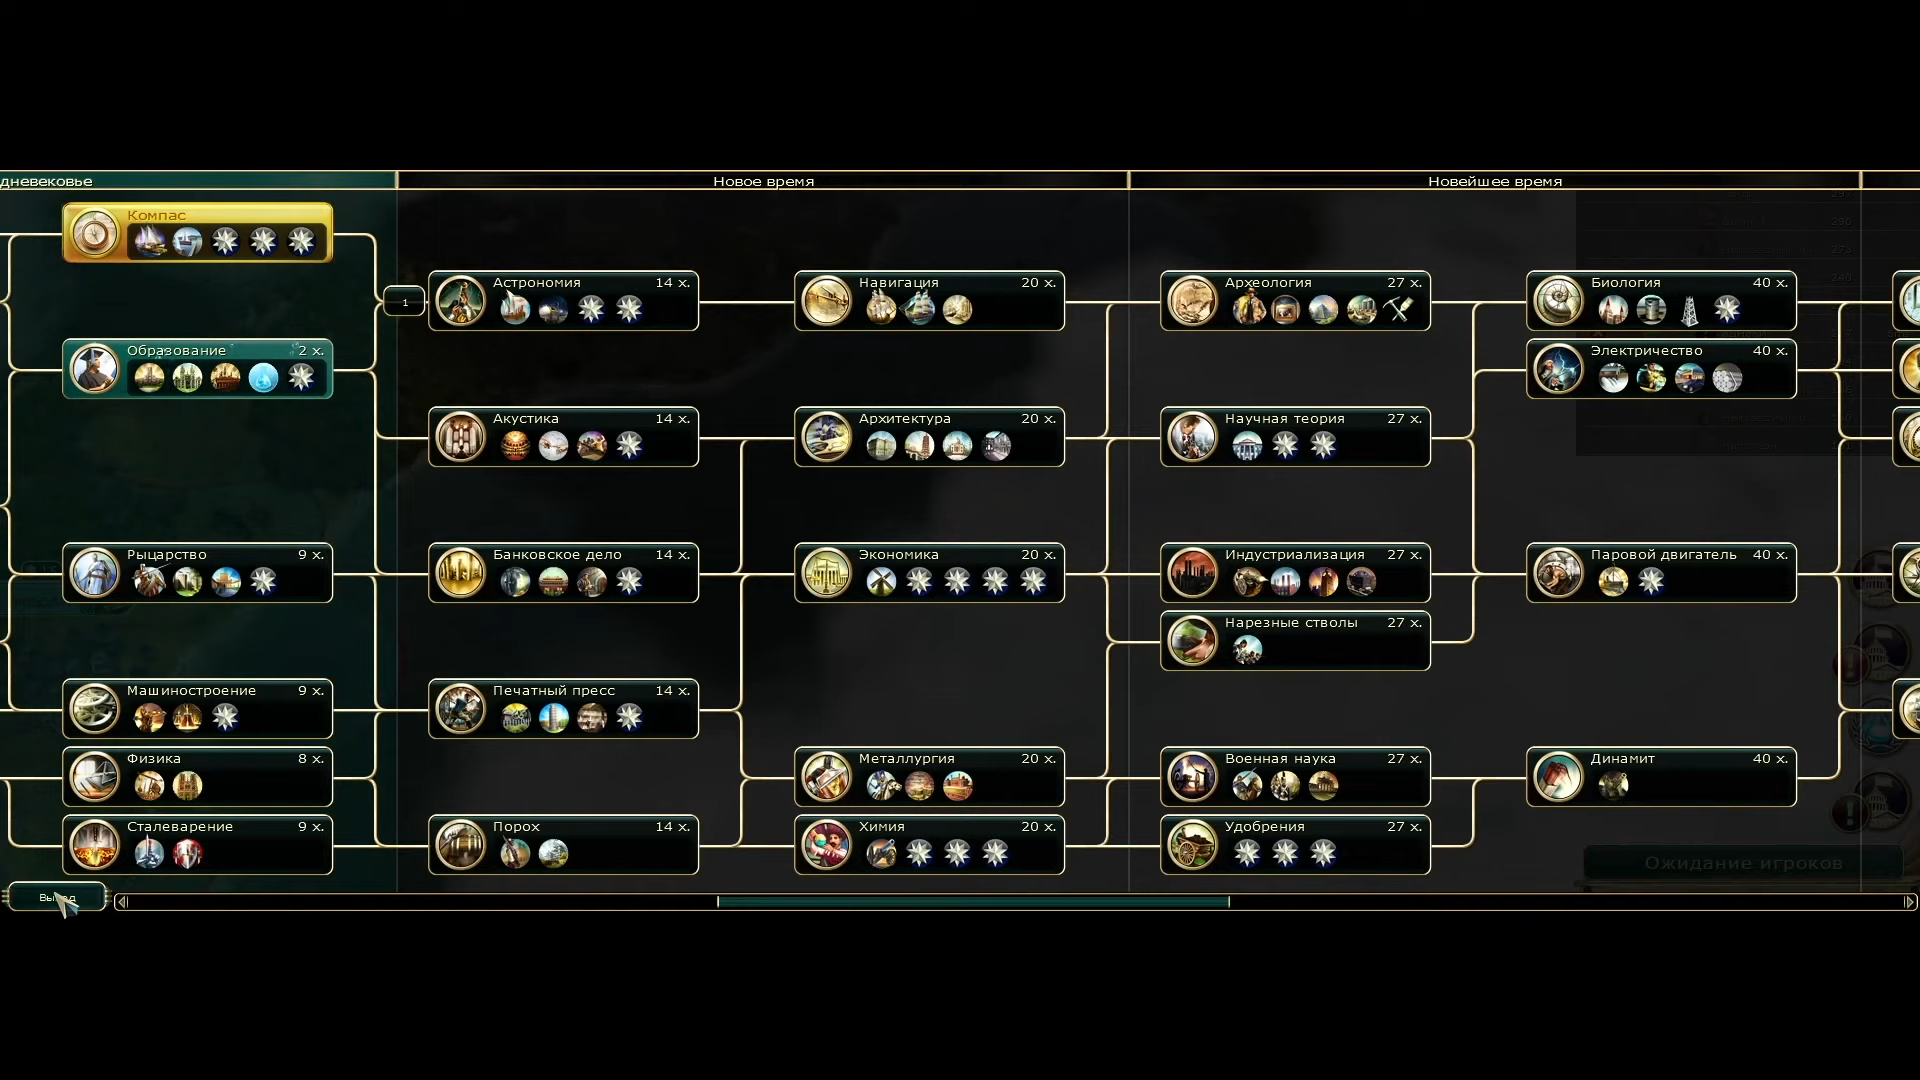 дневековье
Новое время
Новейшее время
Компас
Образование 2 х.
Рыцарство 9 х.
Машиностроение 9 х.
Физика 8 х.
Сталеварение 9 х.
1
Астрономия 14 х.
Акустика 14 х.
Банковское дело 14 х.
Печатный пресс 14 х.
Порох 14 х.
Навигация 20 х.
Архитектура 20 х.
Экономика 20 х.
Металлургия 20 х.
Химия 20 х.
Археология 27 х.
Научная теория 27 х.
Индустриализация 27 х.
Нарезные стволы 27 х.
Военная наука 27 х.
Удобрения 27 х.
Биология 40 х.
Электричество 40 х.
Паровой двигатель 40 х.
Динамит 40 х.
Ожидание игроков